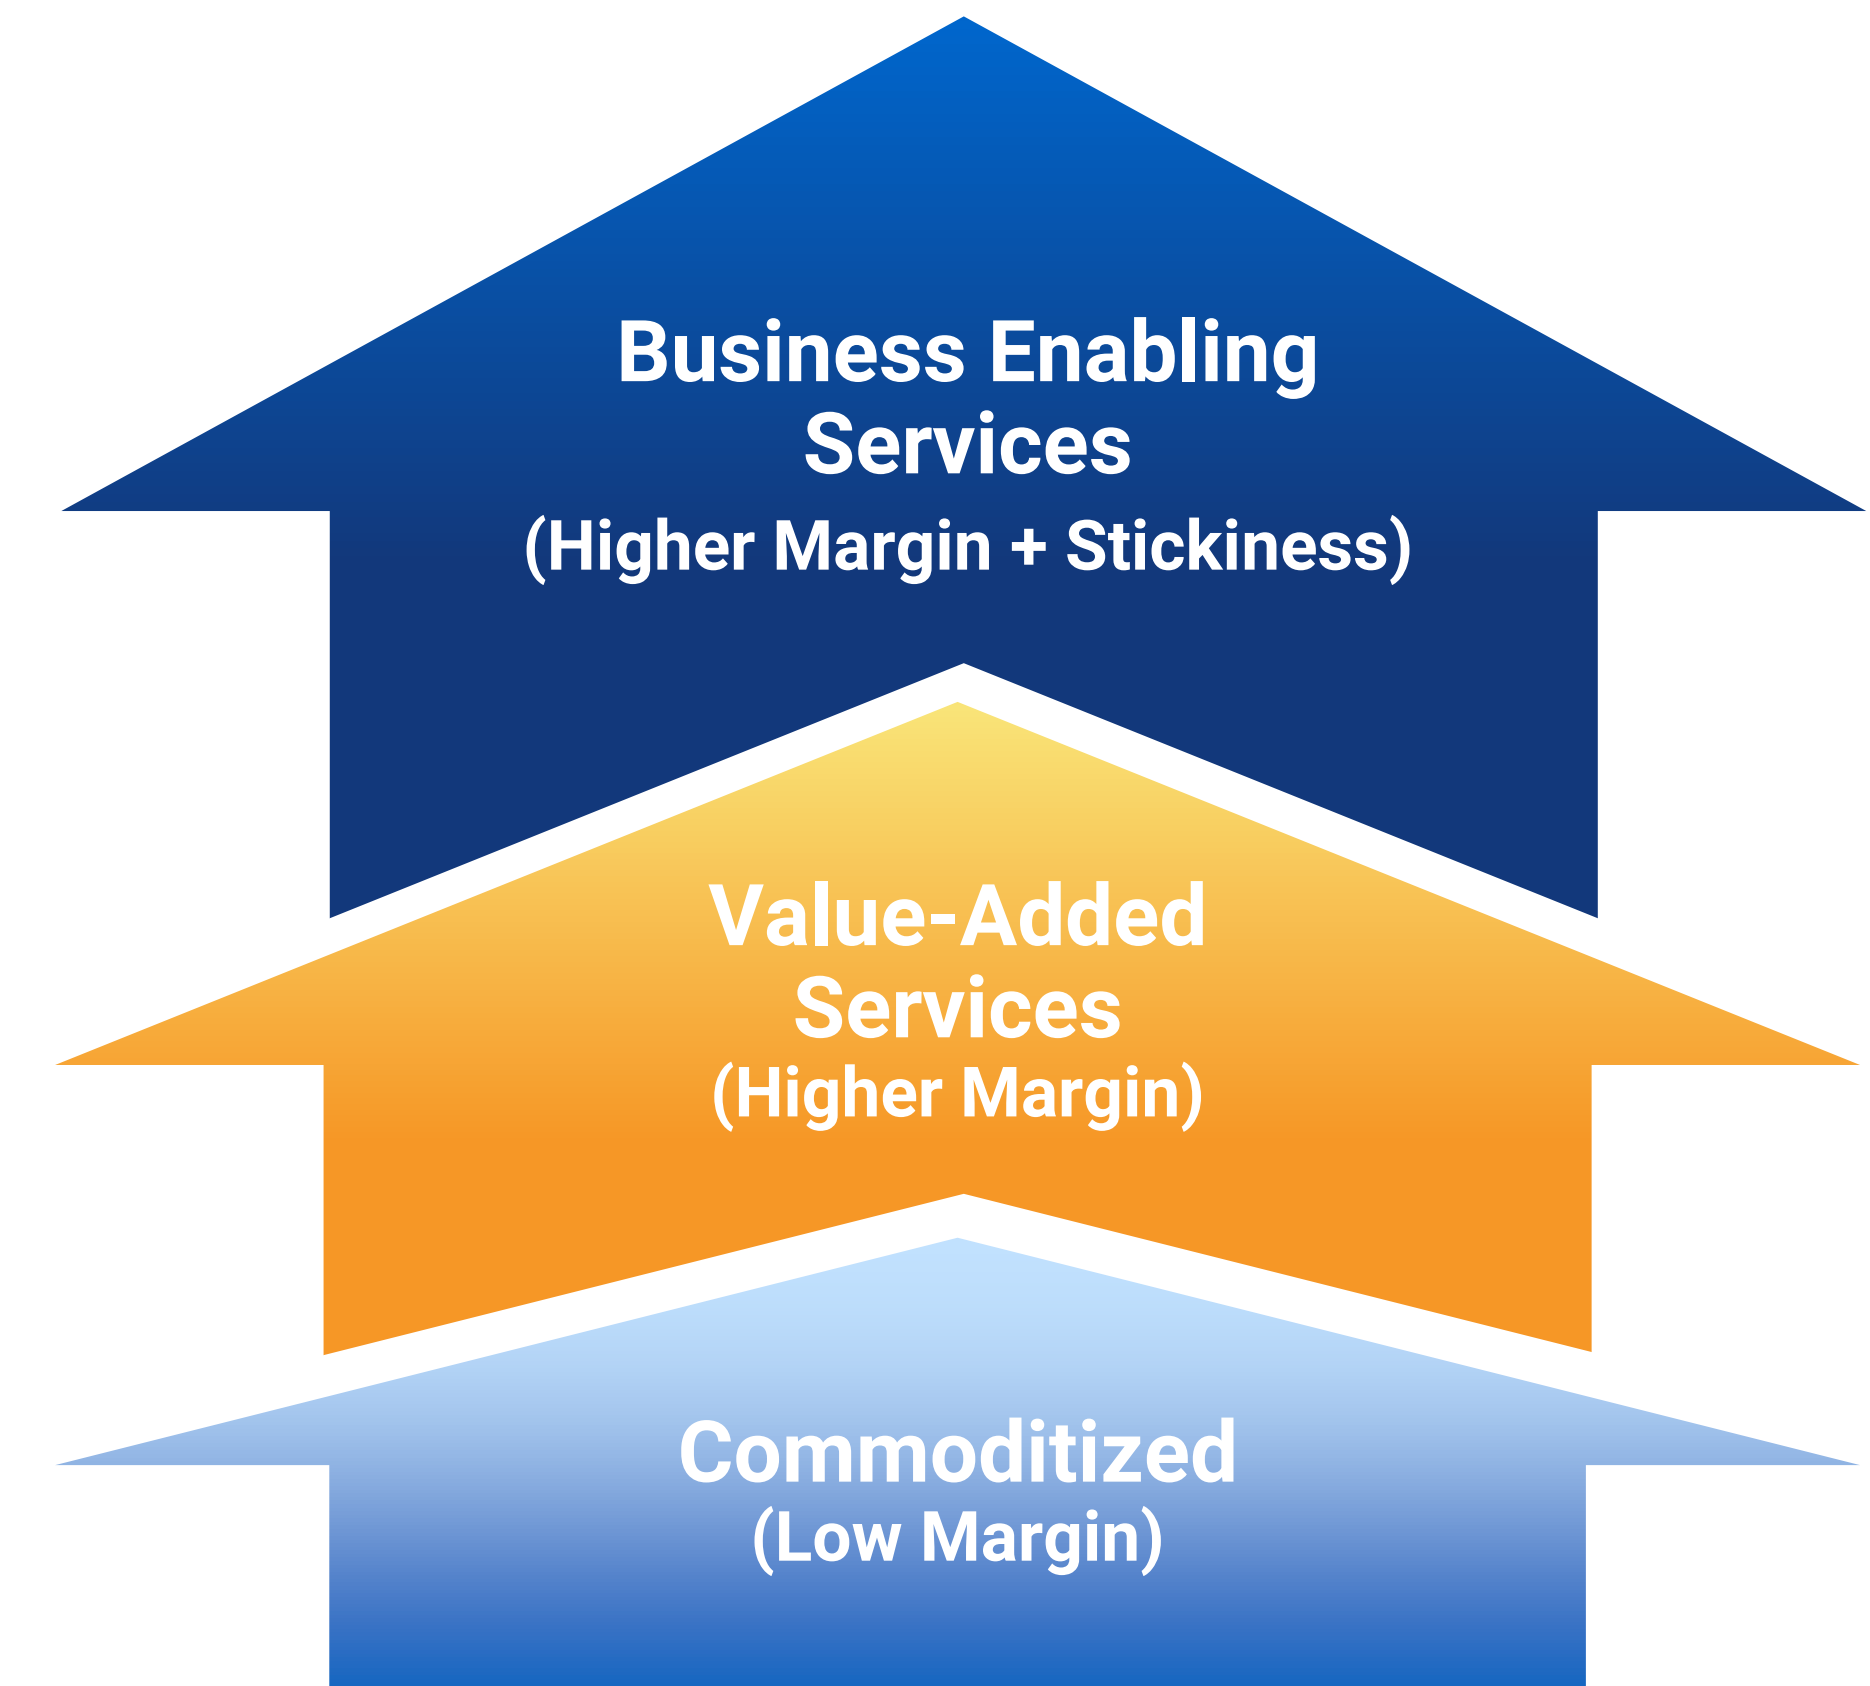 Business Enabling
Services
(Higher Margin + Stickiness)
Value-Added
Services
(Higher Margin)
Commoditized
(Low Margin)